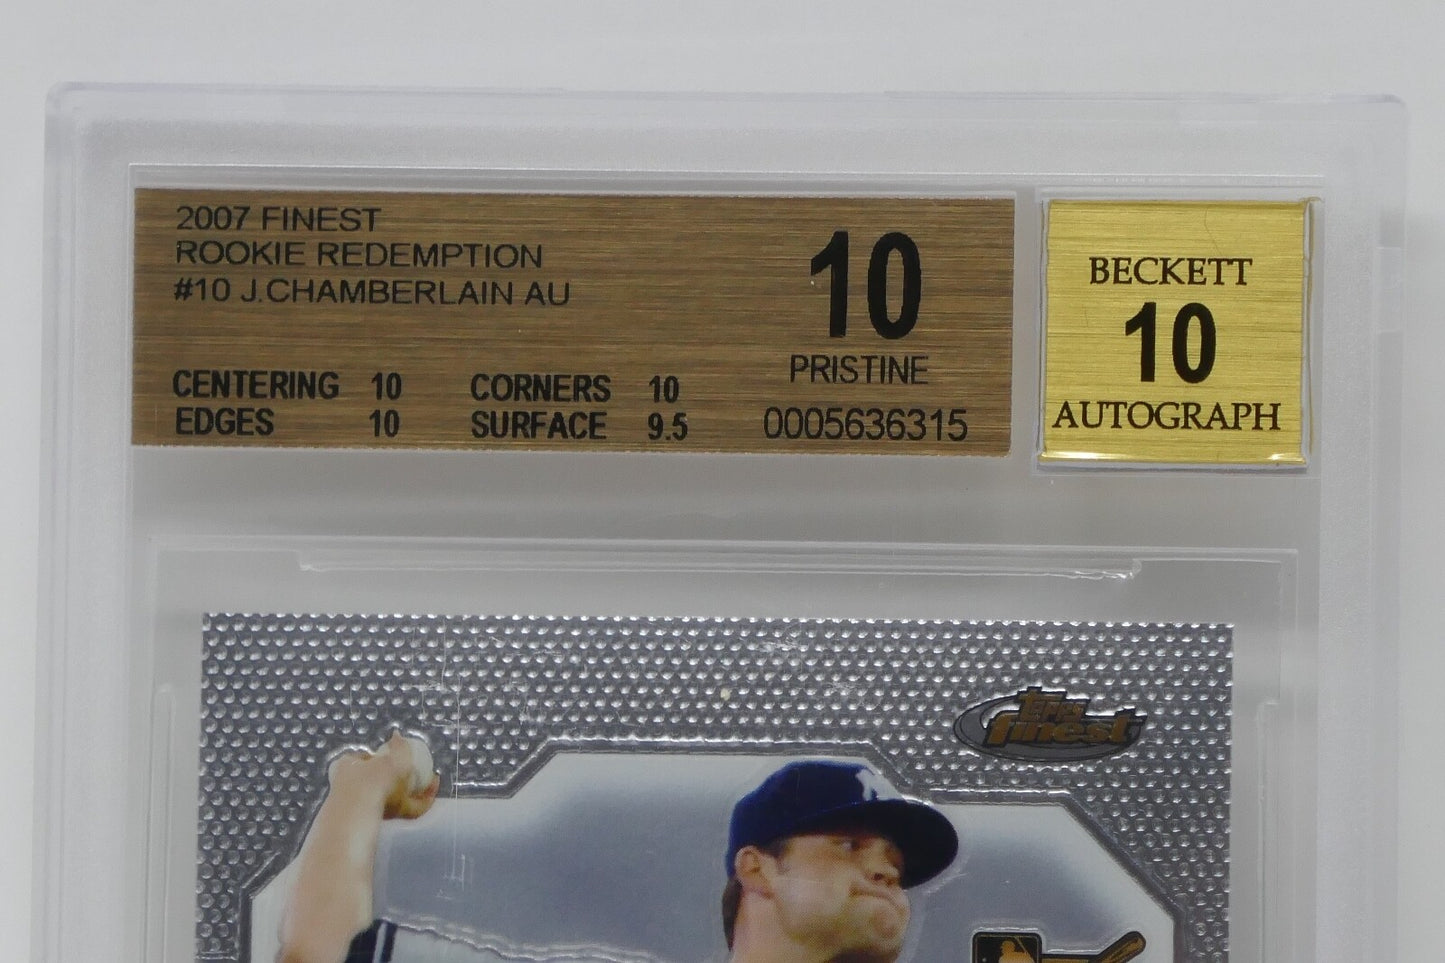 2007 FINEST
ROOKIE REDEMPTION
#10 J.CHAMBERLAIN AU
10
PRISTINE
CENTERING 10 CORNERS 10
EDGES 10 SURFACE 9.5
0005636315
BECKETT
10
AUTOGRAPH
Topps
finest